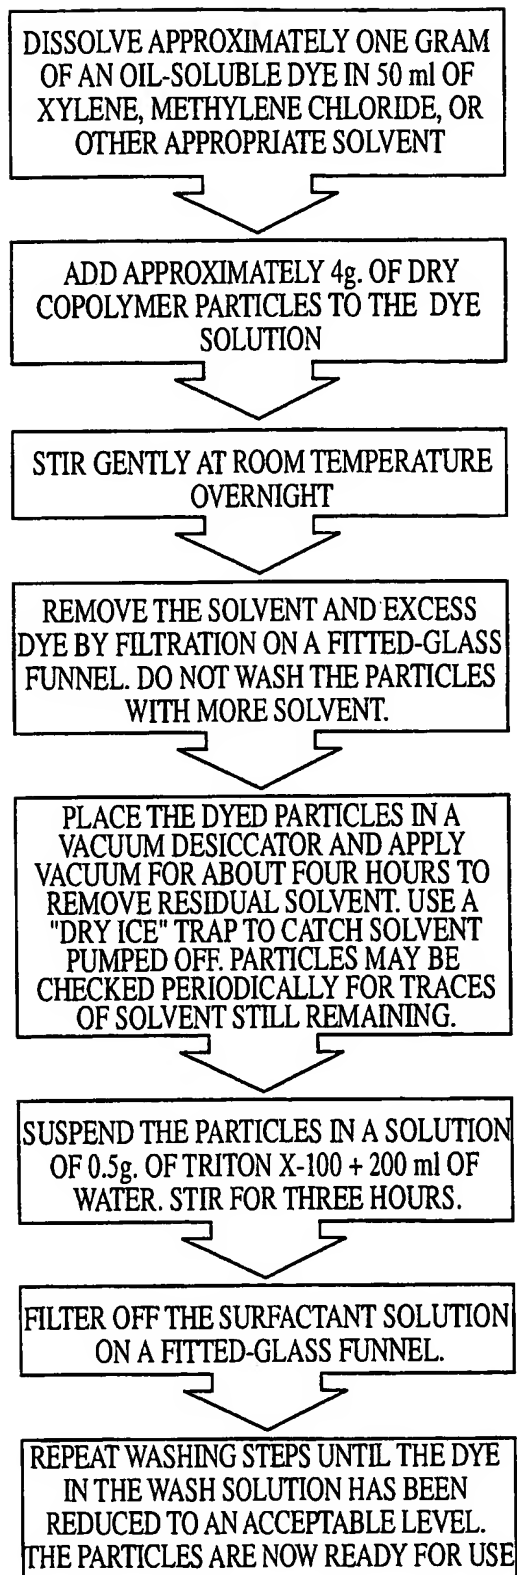 DISSOLVE APPROXIMATELY ONE GRAM
OF AN OIL-SOLUBLE DYE IN 50 ml OF
XYLENE, METHYLENE CHLORIDE, OR
OTHER APPROPRIATE SOLVENT
ADD APPROXIMATELY 4g. OF DRY
COPOLYMER PARTICLES TO THE DYE
SOLUTION
STIR GENTLY AT ROOM TEMPERATURE
OVERNIGHT
REMOVE THE SOLVENT AND EXCESS
DYE BY FILTRATION ON A FITTED-GLASS
FUNNEL. DO NOT WASH THE PARTICLES
WITH MORE SOLVENT.
PLACE THE DYED PARTICLES IN A
VACUUM DESICCATOR AND APPLY
VACUUM FOR ABOUT FOUR HOURS TO
REMOVE RESIDUAL SOLVENT. USE A
"DRY ICE" TRAP TO CATCH SOLVENT
PUMPED OFF. PARTICLES MAY BE
CHECKED PERIODICALLY FOR TRACES
OF SOLVENT STILL REMAINING.
SUSPEND THE PARTICLES IN A SOLUTION
OF 0.5g. OF TRITON X-100 + 200 ml OF
WATER. STIR FOR THREE HOURS.
FILTER OFF THE SURFACTANT SOLUTION
ON A FITTED-GLASS FUNNEL.
REPEAT WASHING STEPS UNTIL THE DYE
IN THE WASH SOLUTION HAS BEEN
REDUCED TO AN ACCEPTABLE LEVEL.
THE PARTICLES ARE NOW READY FOR USE